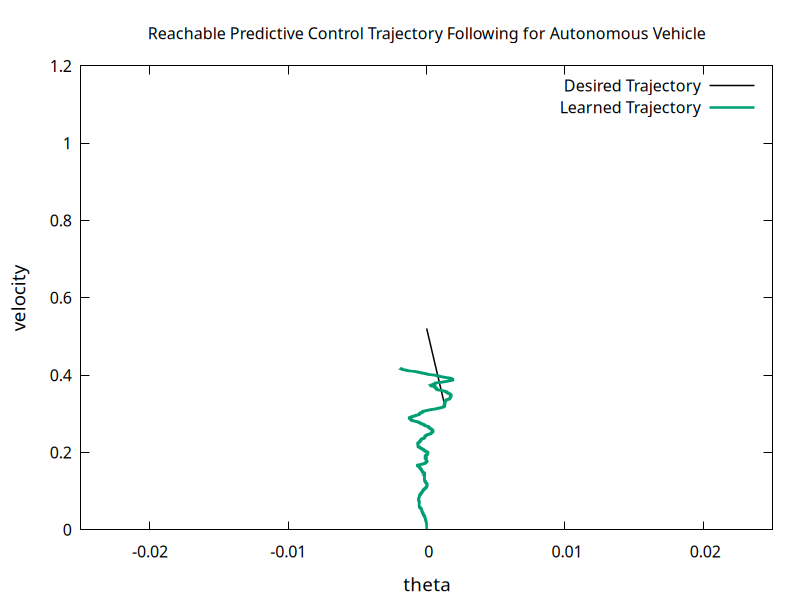 Reachable Predictive Control Trajectory Following for Autonomous Vehicle
Desired Trajectory
Learned Trajectory
1.2
1
0.8
0.6
0.4
0.2
0
velocity
-0.02 -0.01 0 0.01 0.02
theta